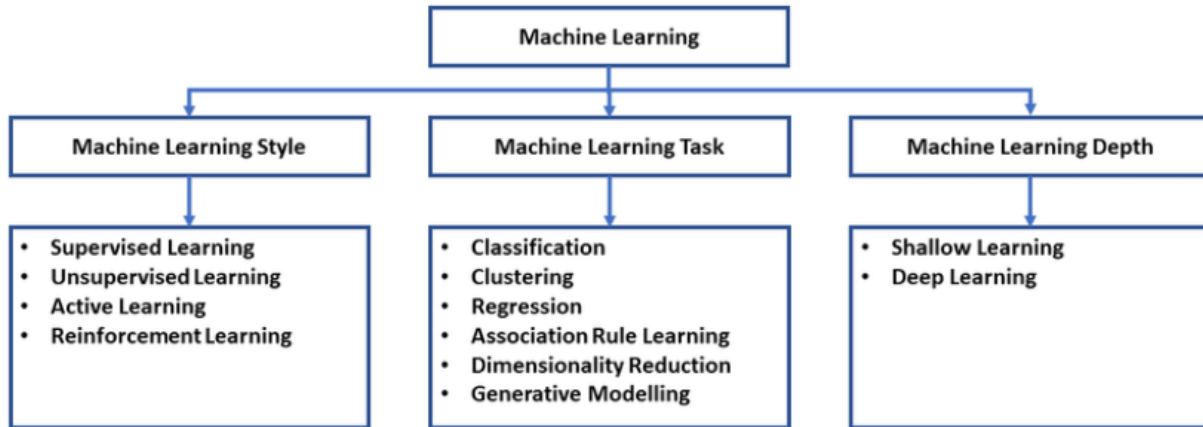 Machine Learning
Machine Learning Style
Machine Learning Task
Machine Learning Depth
• Supervised Learning
• Unsupervised Learning
• Active Learning
• Reinforcement Learning
• Classification
• Clustering
• Regression
• Association Rule Learning
• Dimensionality Reduction
• Generative Modelling
• Shallow Learning
• Deep Learning